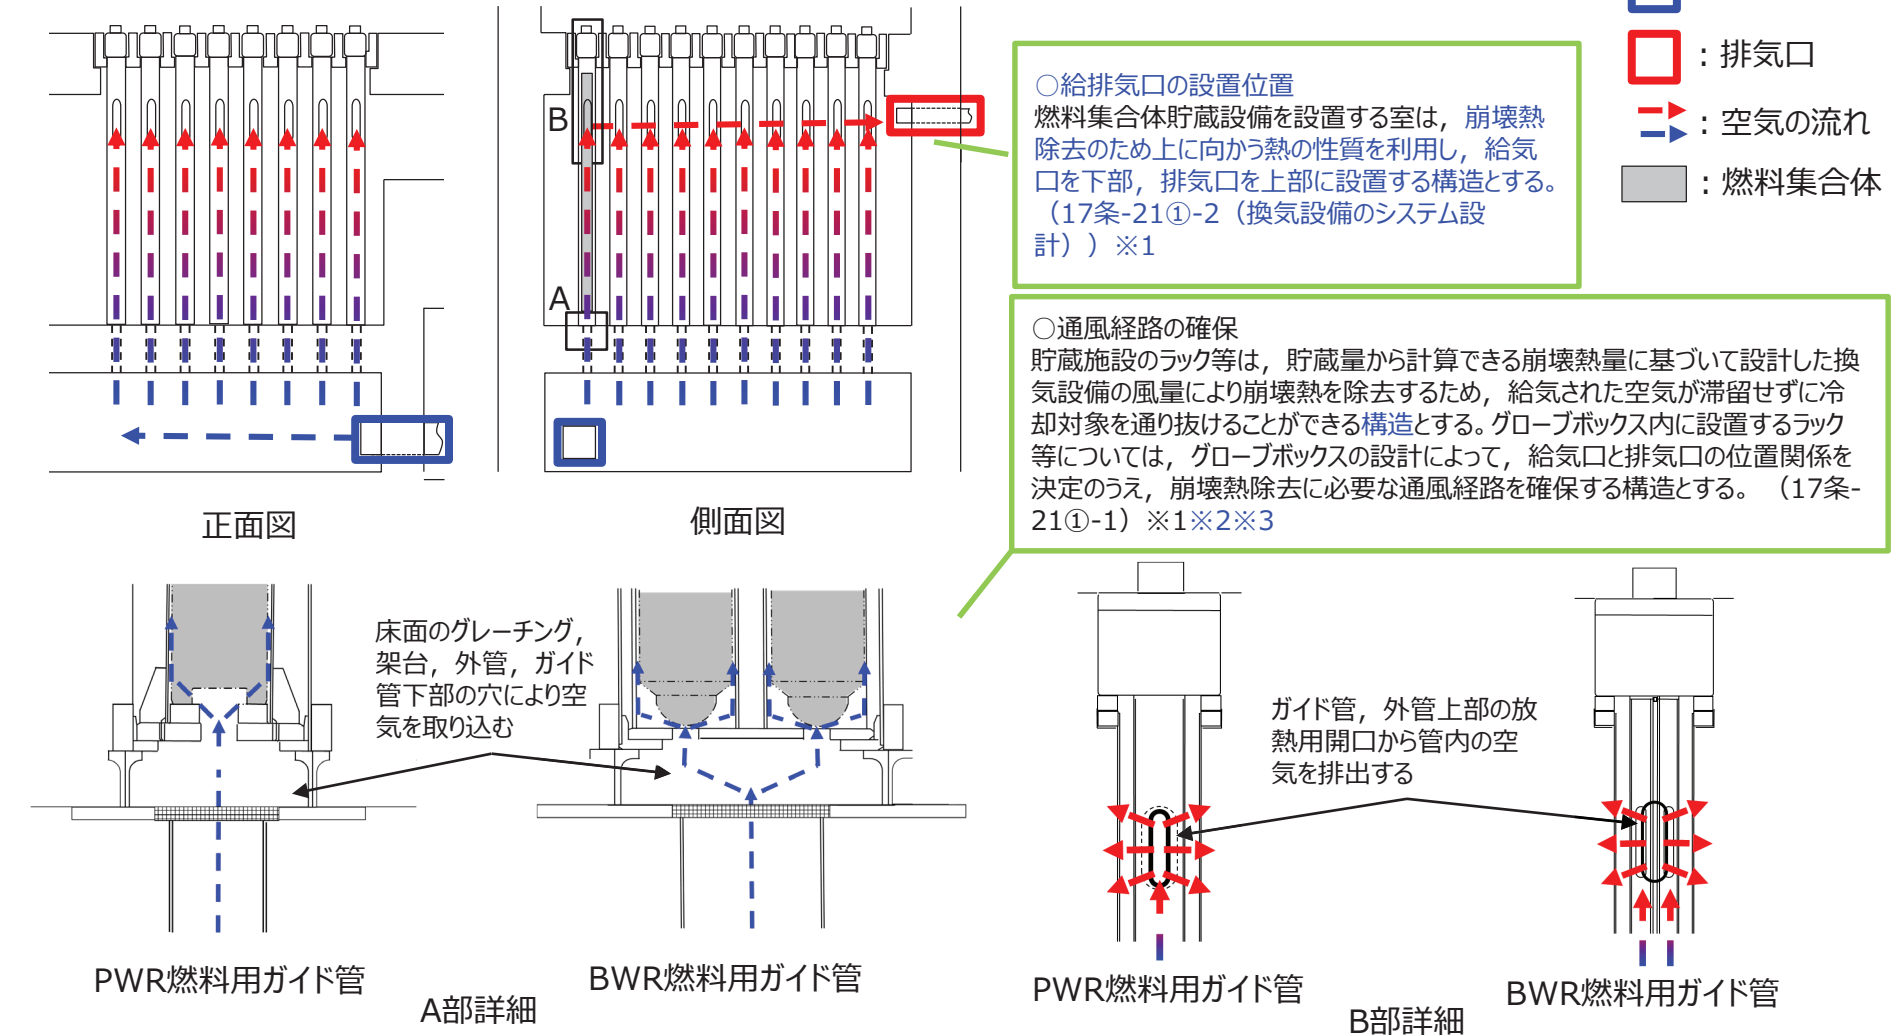 ：排気口
：空気の流れ
：燃料集合体
○給排気口の設置位置
燃料集合体貯蔵設備を設置する室は，崩壊熱
除去のため上に向かう熱の性質を利用し，給気
口を下部，排気口を上部に設置する構造とする。
（17条-21①-2（換気設備のシステム設
計））※1
B
A
○通風経路の確保
貯蔵施設のラック等は，貯蔵量から計算できる崩壊熱量に基づいて設計した換
気設備の風量により崩壊熱を除去するため，給気された空気が滞留せずに冷
却対象を通り抜けることができる構造とする。グローブボックス内に設置するラック
等については，グローブボックスの設計によって，給気口と排気口の位置関係を
決定のうえ，崩壊熱除去に必要な通風経路を確保する構造とする。（17条-
21①-1）※1※2※3
正面図
側面図
床面のグレーチング，
架台，外管，ガイド
管下部の穴により空
気を取り込む
ガイド管，外管上部の放
熱用開口から管内の空
気を排出する
PWR燃料用ガイド管
BWR燃料用ガイド管
A部詳細
PWR燃料用ガイド管
BWR燃料用ガイド管
B部詳細